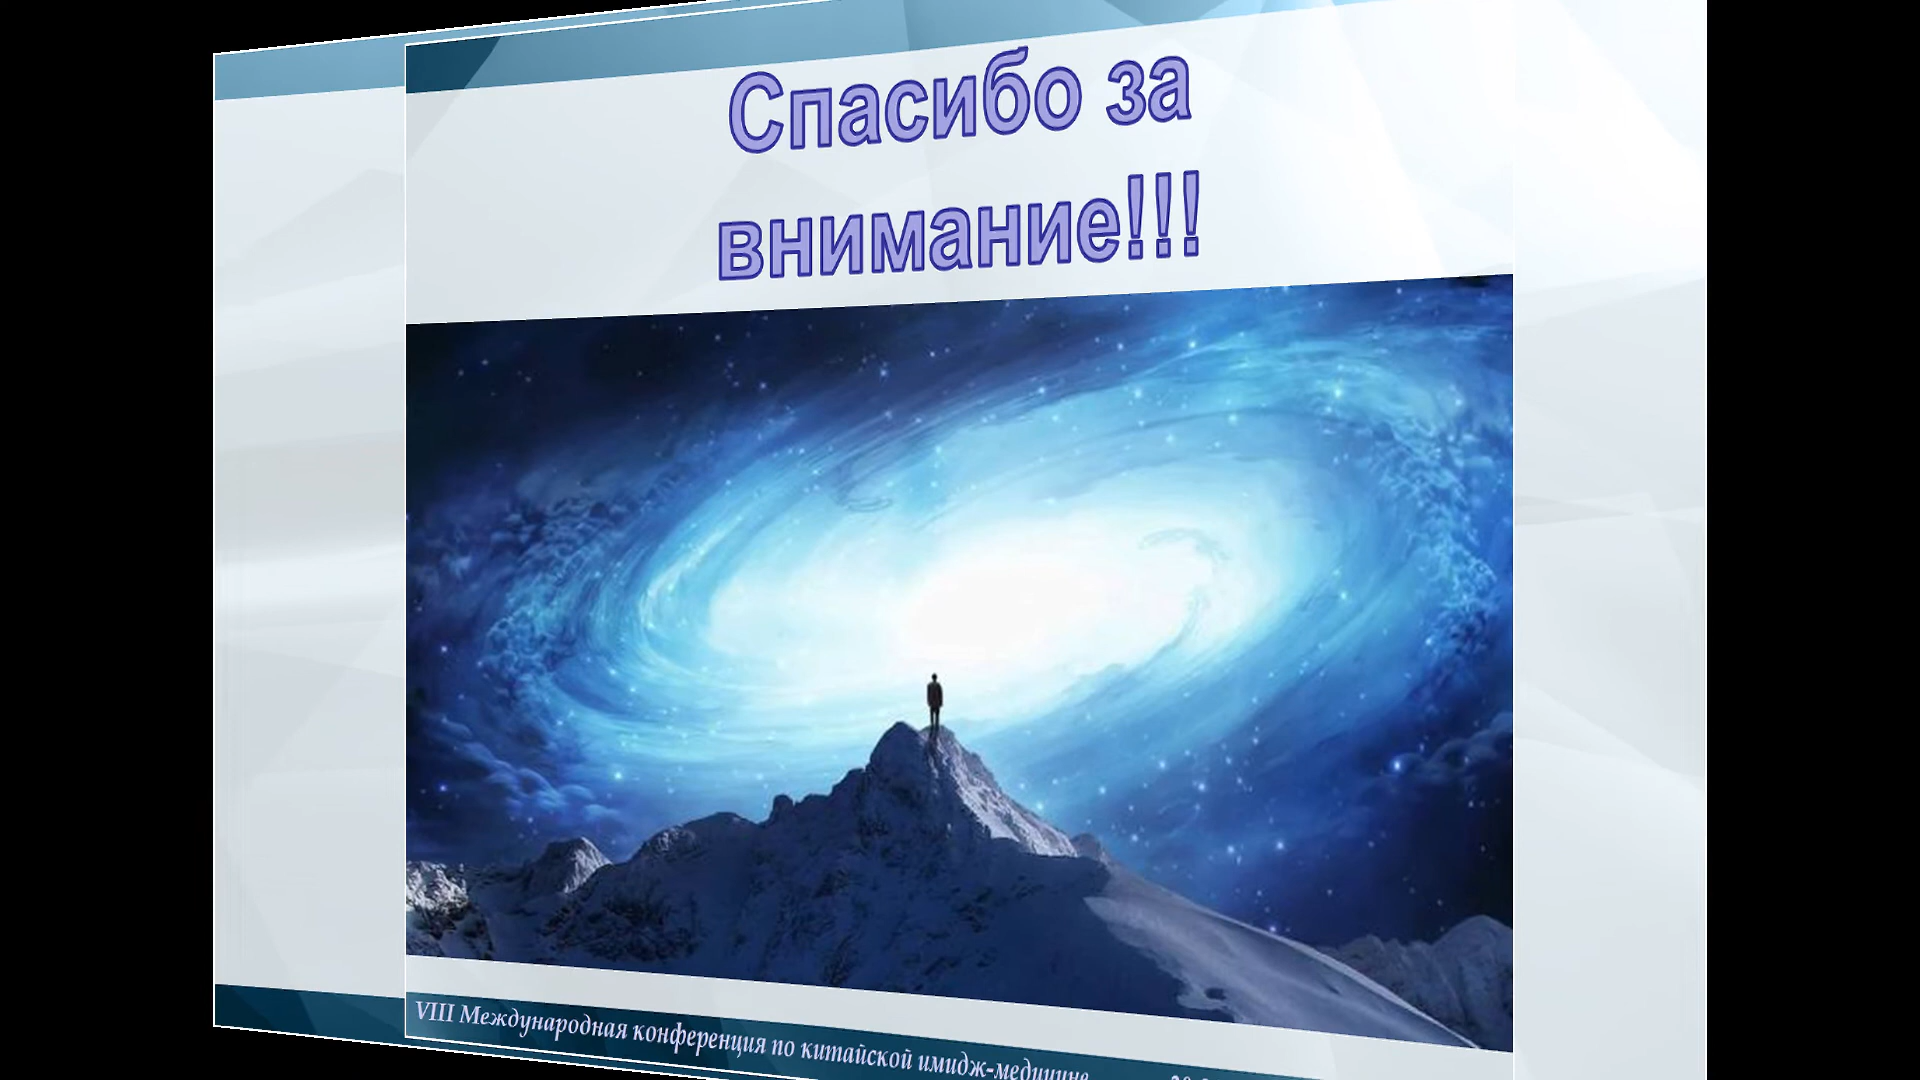 Спасибо за
внимание!!!
VIII Международная конференция по китайской имидж-медицине